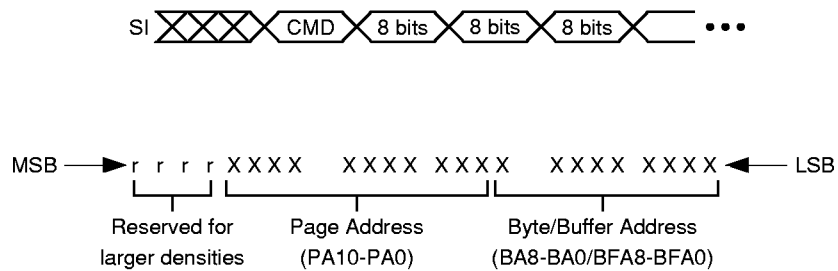 SI CMD 8 bits 8 bits 8 bits
MSB r r r r X X X X X X X X X X X X X X X X X X X X LSB
Reserved for larger densities
Page Address (PA10-PA0)
Byte/Buffer Address (BA8-BA0/BFA8-BFA0)